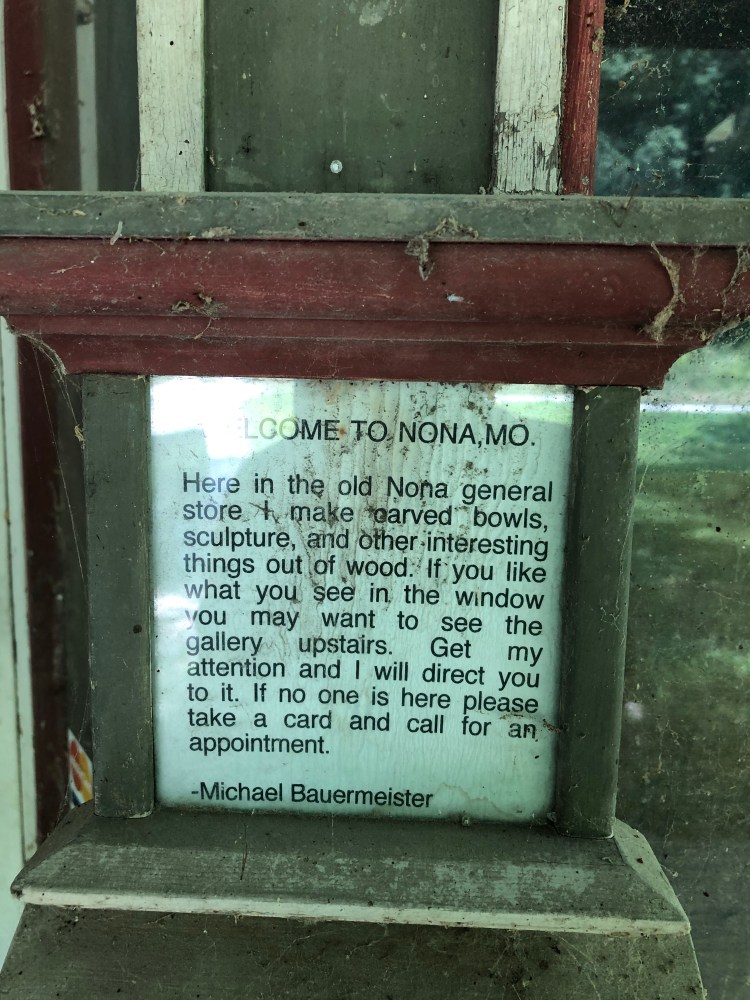 WELCOME TO NONA,MO.
Here in the old Nona general
store I make carved bowls,
sculpture, and other interesting
things out of wood. If you like
what you see in the window
you may want to see the
gallery upstairs. Get my
attention and I will direct you
to it. If no one is here please
take a card and call for an
appointment.
-Michael Bauermeister